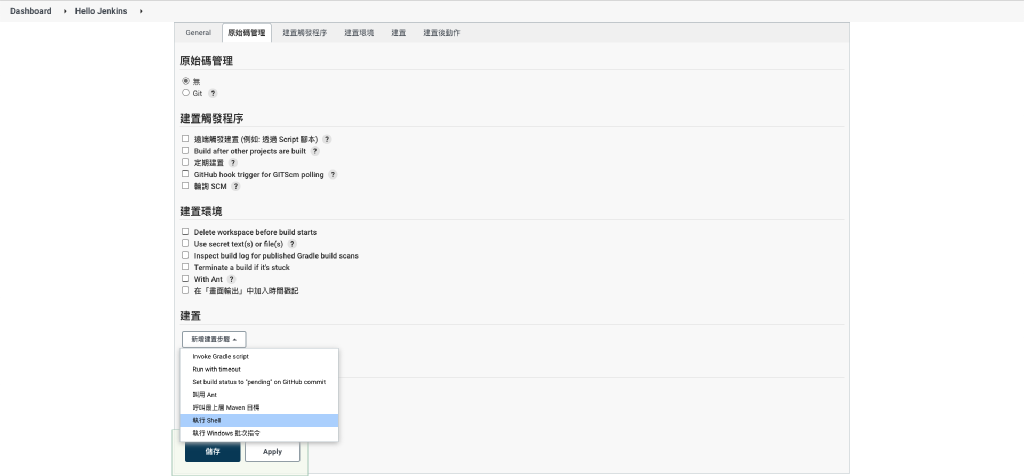 Dashboard ‣ Hello Jenkins ‣
General 原始碼管理 建置觸發程序 建置環境 建置 建置後動作
原始碼管理
無
Git ?
建置觸發程序
遠端觸發建置 (例如: 透過 Script 腳本) ?
Build after other projects are built ?
定期建置 ?
GitHub hook trigger for GITScm polling ?
輪詢 SCM ?
建置環境
Delete workspace before build starts
Use secret text(s) or file(s) ?
Inspect build log for published Gradle build scans
Terminate a build if it's stuck
With Ant ?
在「畫面輸出」中加入時間戳記
建置
新增建置步驟
Invoke Gradle script
Run with timeout
Set build status to "pending" on GitHub commit
叫用 Ant
呼叫最上層 Maven 目標
執行 Shell
執行 Windows 批次指令
儲存 Apply